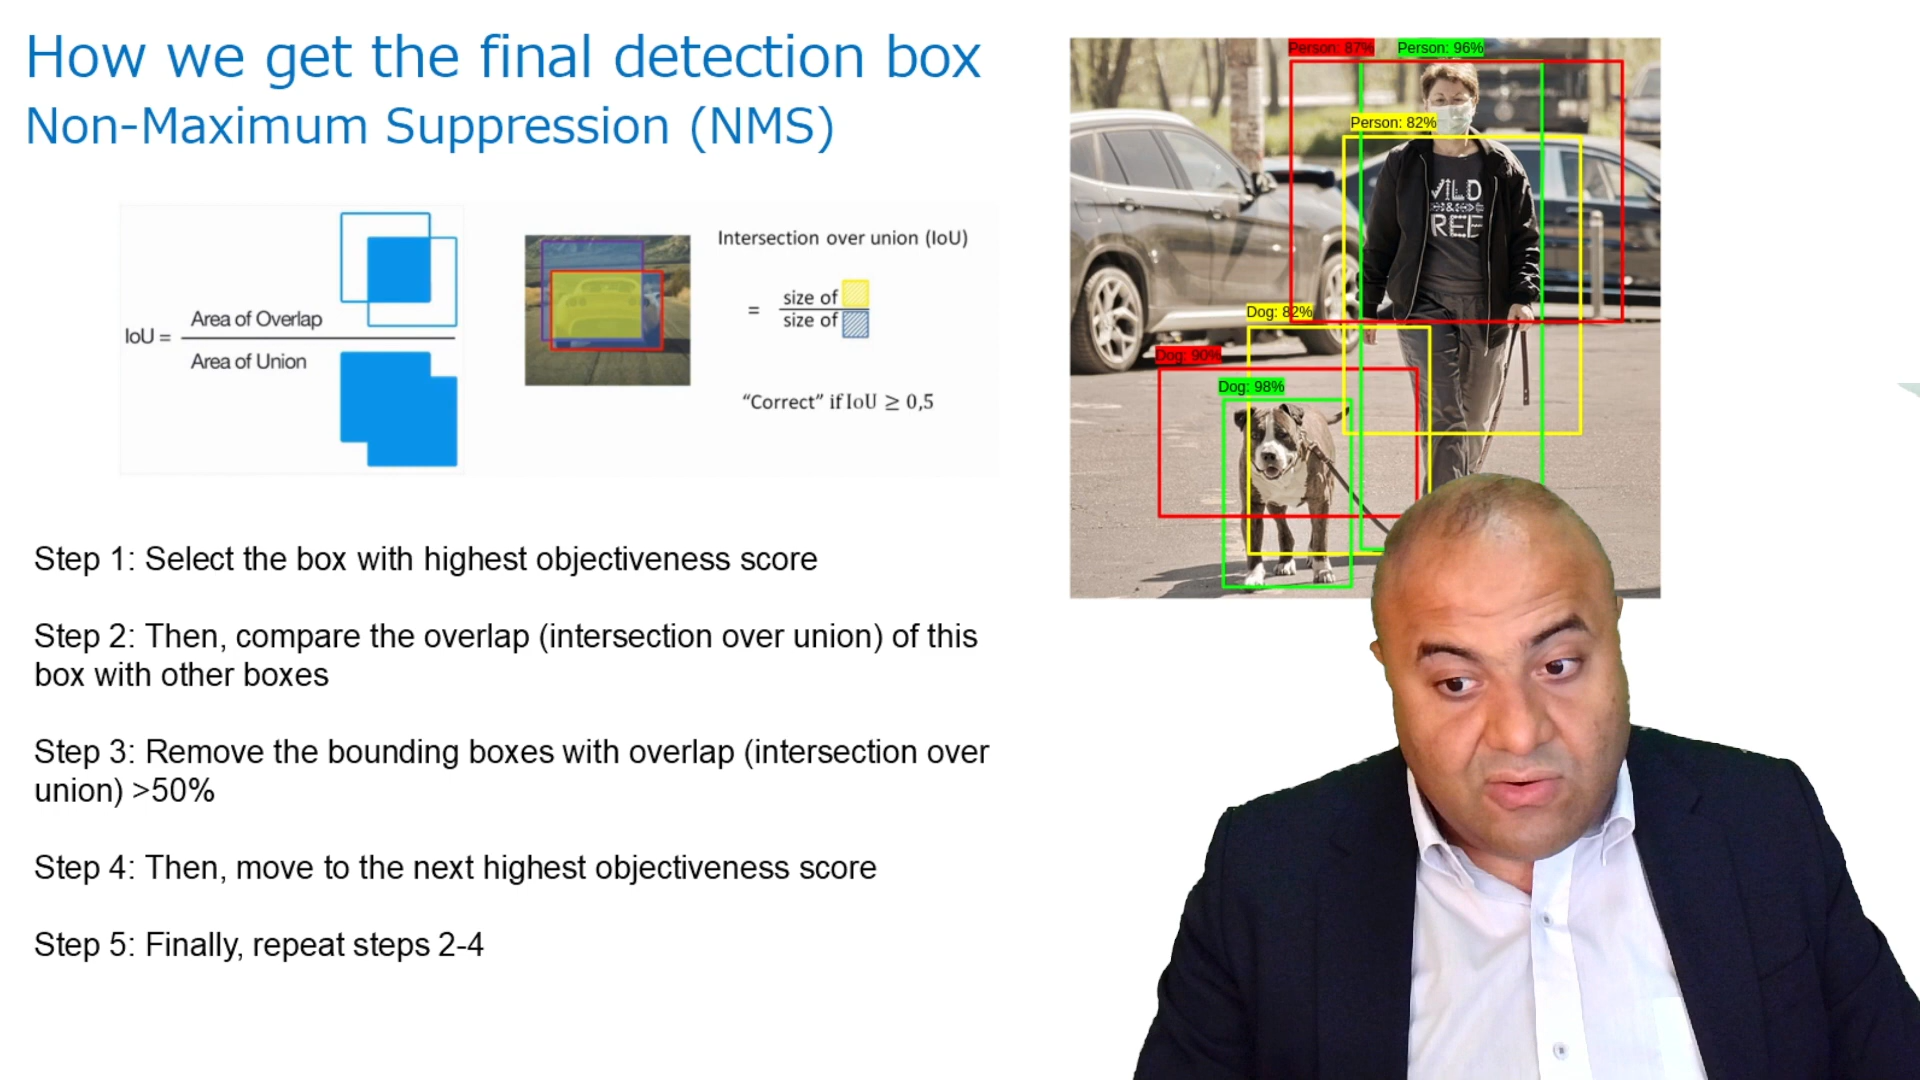 How we get the final detection box
Non-Maximum Suppression (NMS)
IoU =
Area of Overlap
Area of Union
Intersection over union (IoU)
=
size of
size of
“Correct” if IoU ≥ 0,5
Step 1: Select the box with highest objectiveness score
Step 2: Then, compare the overlap (intersection over union) of this
box with other boxes
Step 3: Remove the bounding boxes with overlap (intersection over
union) >50%
Step 4: Then, move to the next highest objectiveness score
Step 5: Finally, repeat steps 2-4
Person: 87%
Person: 96%
Person: 82%
Dog: 82%
Dog: 90%
Dog: 98%